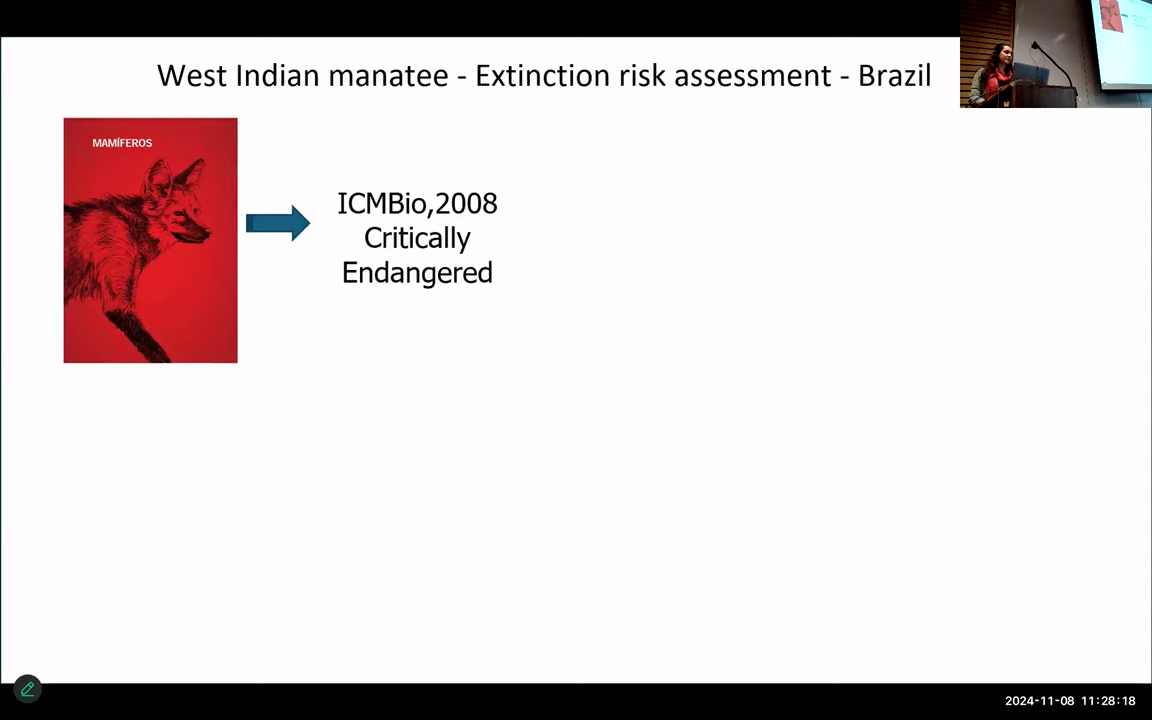 West Indian manatee - Extinction risk assessment - Brazil
MAMÍFEROS
ICMBio,2008
Critically
Endangered
2024-11-08 11:28:18